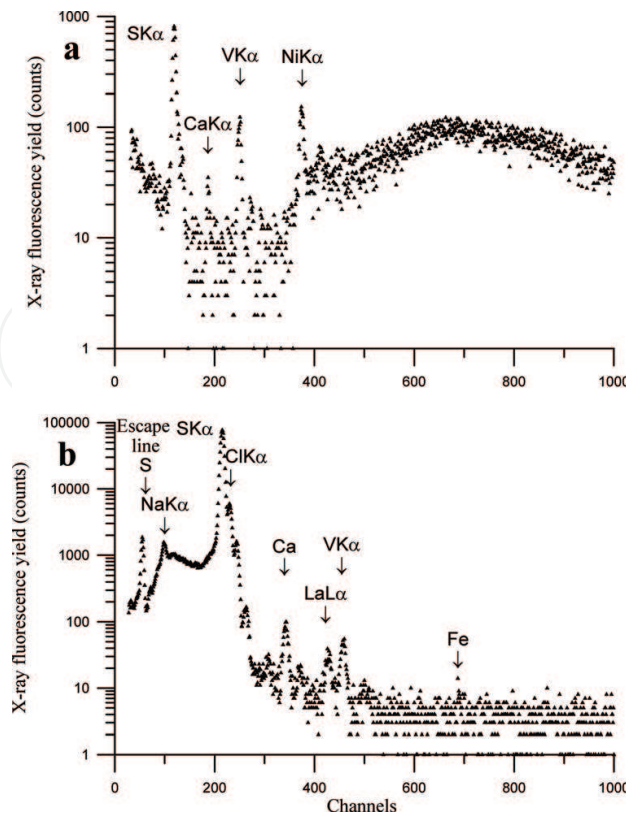 1000
SKα
a
VKα
NiKα
CaKα
100
10
1
X-ray fluorescence yield (counts)
0 200 400 600 800 1000
100000
Escape
line
S
SKα
b
ClKα
NaKα
10000
1000
Ca
VKα
LaLα
100
Fe
10
1
X-ray fluorescence yield (counts)
0 200 400 600 800 1000
Channels